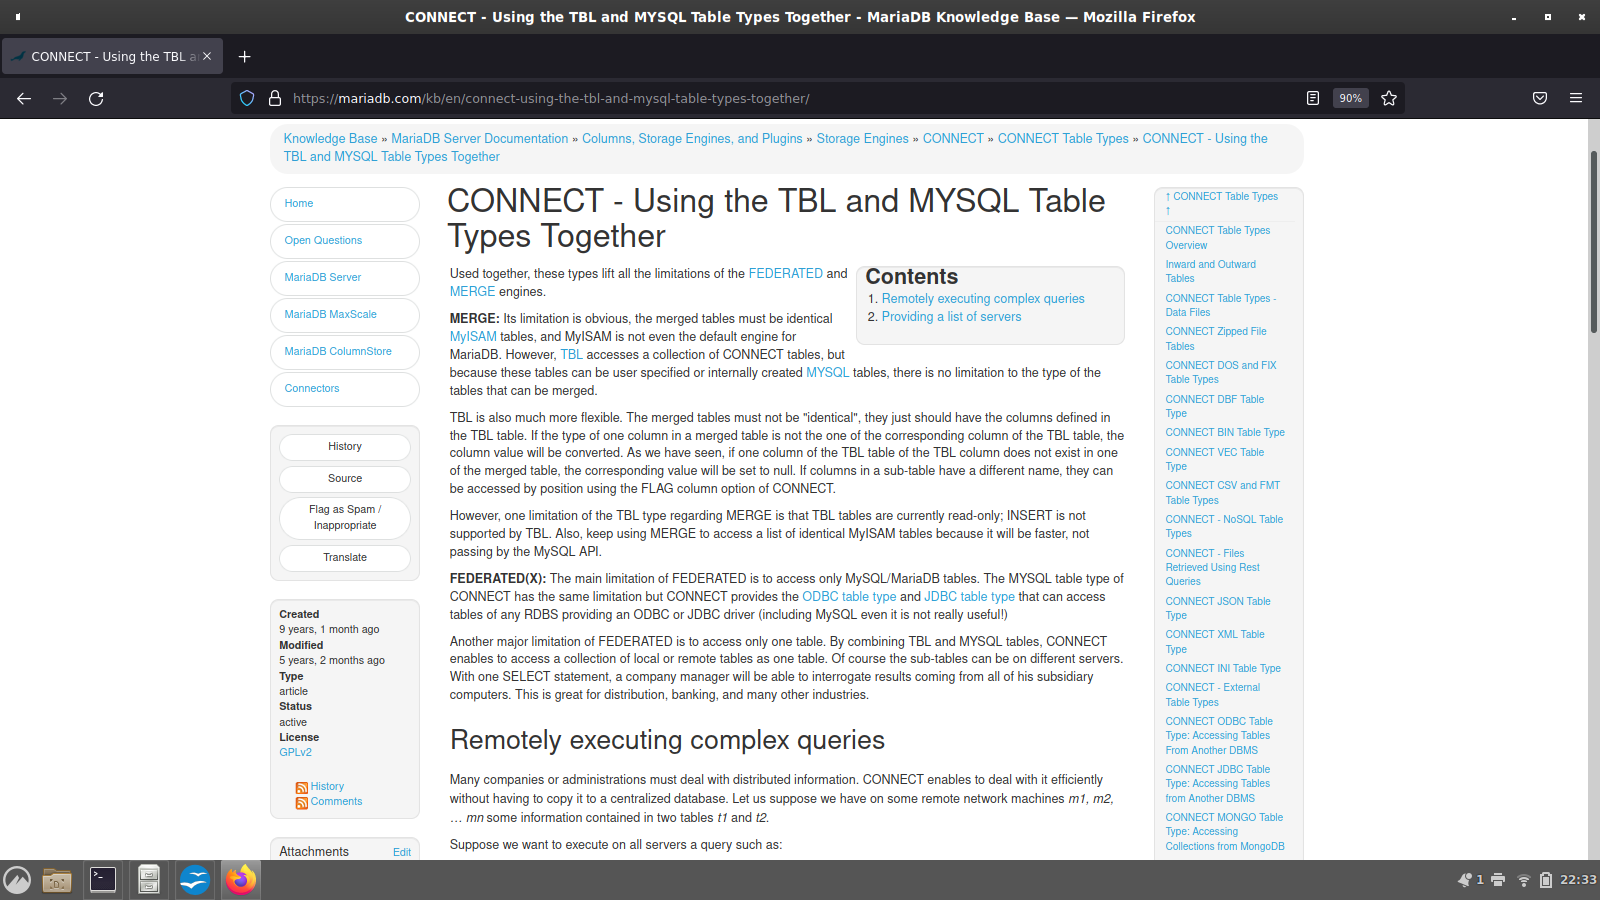 CONNECT - Using the TBL and MYSQL Table Types Together - MariaDB Knowledge Base — Mozilla Firefox
CONNECT - Using the TBL a
https://mariadb.com/kb/en/connect-using-the-tbl-and-mysql-table-types-together/
90%
Knowledge Base » MariaDB Server Documentation » Columns, Storage Engines, and Plugins » Storage Engines » CONNECT » CONNECT Table Types » CONNECT - Using the
TBL and MYSQL Table Types Together
Home
Open Questions
MariaDB Server
MariaDB MaxScale
MariaDB ColumnStore
Connectors
History
Source
Flag as Spam /
Inappropriate
Translate
Created
9 years, 1 month ago
Modified
5 years, 2 months ago
Type
article
Status
active
License
GPLv2
History
Comments
Attachments
Edit
CONNECT - Using the TBL and MYSQL Table
Types Together
Used together, these types lift all the limitations of the FEDERATED and
MERGE engines.
Contents
1. Remotely executing complex queries
2. Providing a list of servers
MERGE: Its limitation is obvious, the merged tables must be identical
MyISAM tables, and MyISAM is not even the default engine for
MariaDB. However, TBL accesses a collection of CONNECT tables, but
because these tables can be user specified or internally created MYSQL tables, there is no limitation to the type of the
tables that can be merged.
TBL is also much more flexible. The merged tables must not be "identical", they just should have the columns defined in
the TBL table. If the type of one column in a merged table is not the one of the corresponding column of the TBL table, the
column value will be converted. As we have seen, if one column of the TBL table of the TBL column does not exist in one
of the merged table, the corresponding value will be set to null. If columns in a sub-table have a different name, they can
be accessed by position using the FLAG column option of CONNECT.
However, one limitation of the TBL type regarding MERGE is that TBL tables are currently read-only; INSERT is not
supported by TBL. Also, keep using MERGE to access a list of identical MyISAM tables because it will be faster, not
passing by the MySQL API.
FEDERATED(X): The main limitation of FEDERATED is to access only MySQL/MariaDB tables. The MYSQL table type of
CONNECT has the same limitation but CONNECT provides the ODBC table type and JDBC table type that can access
tables of any RDBS providing an ODBC or JDBC driver (including MySQL even it is not really useful!)
Another major limitation of FEDERATED is to access only one table. By combining TBL and MYSQL tables, CONNECT
enables to access a collection of local or remote tables as one table. Of course the sub-tables can be on different servers.
With one SELECT statement, a company manager will be able to interrogate results coming from all of his subsidiary
computers. This is great for distribution, banking, and many other industries.
Remotely executing complex queries
Many companies or administrations must deal with distributed information. CONNECT enables to deal with it efficiently
without having to copy it to a centralized database. Let us suppose we have on some remote network machines m1, m2,
… mn some information contained in two tables t1 and t2.
Suppose we want to execute on all servers a query such as:
↑ CONNECT Table Types
↑
CONNECT Table Types
Overview
Inward and Outward
Tables
CONNECT Table Types -
Data Files
CONNECT Zipped File
Tables
CONNECT DOS and FIX
Table Types
CONNECT DBF Table
Type
CONNECT BIN Table Type
CONNECT VEC Table
Type
CONNECT CSV and FMT
Table Types
CONNECT - NoSQL Table
Types
CONNECT - Files
Retrieved Using Rest
Queries
CONNECT JSON Table
Type
CONNECT XML Table
Type
CONNECT INI Table Type
CONNECT - External
Table Types
CONNECT ODBC Table
Type: Accessing Tables
From Another DBMS
CONNECT JDBC Table
Type: Accessing Tables
from Another DBMS
CONNECT MONGO Table
Type: Accessing
Collections from MongoDB
1
22:33